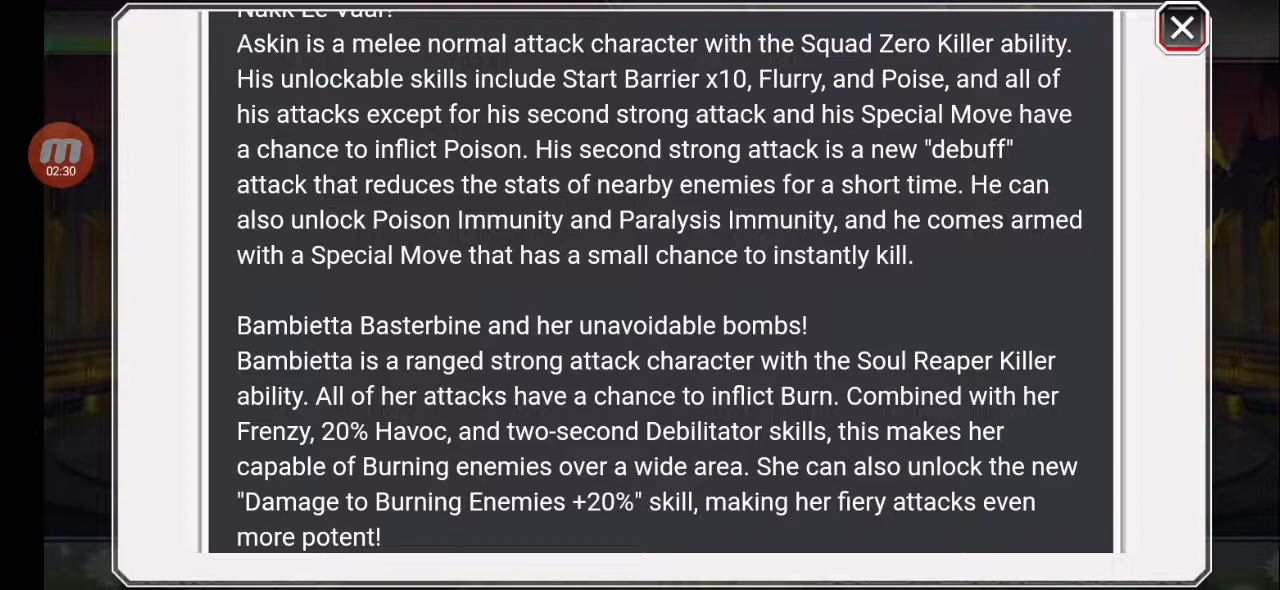 Nakk Le Vaar!
Askin is a melee normal attack character with the Squad Zero Killer ability.
His unlockable skills include Start Barrier x10, Flurry, and Poise, and all of
his attacks except for his second strong attack and his Special Move have
a chance to inflict Poison. His second strong attack is a new "debuff"
attack that reduces the stats of nearby enemies for a short time. He can
also unlock Poison Immunity and Paralysis Immunity, and he comes armed
with a Special Move that has a small chance to instantly kill.
Bambietta Basterbine and her unavoidable bombs!
Bambietta is a ranged strong attack character with the Soul Reaper Killer
ability. All of her attacks have a chance to inflict Burn. Combined with her
Frenzy, 20% Havoc, and two-second Debilitator skills, this makes her
capable of Burning enemies over a wide area. She can also unlock the new
"Damage to Burning Enemies +20%" skill, making her fiery attacks even
more potent!
02:30